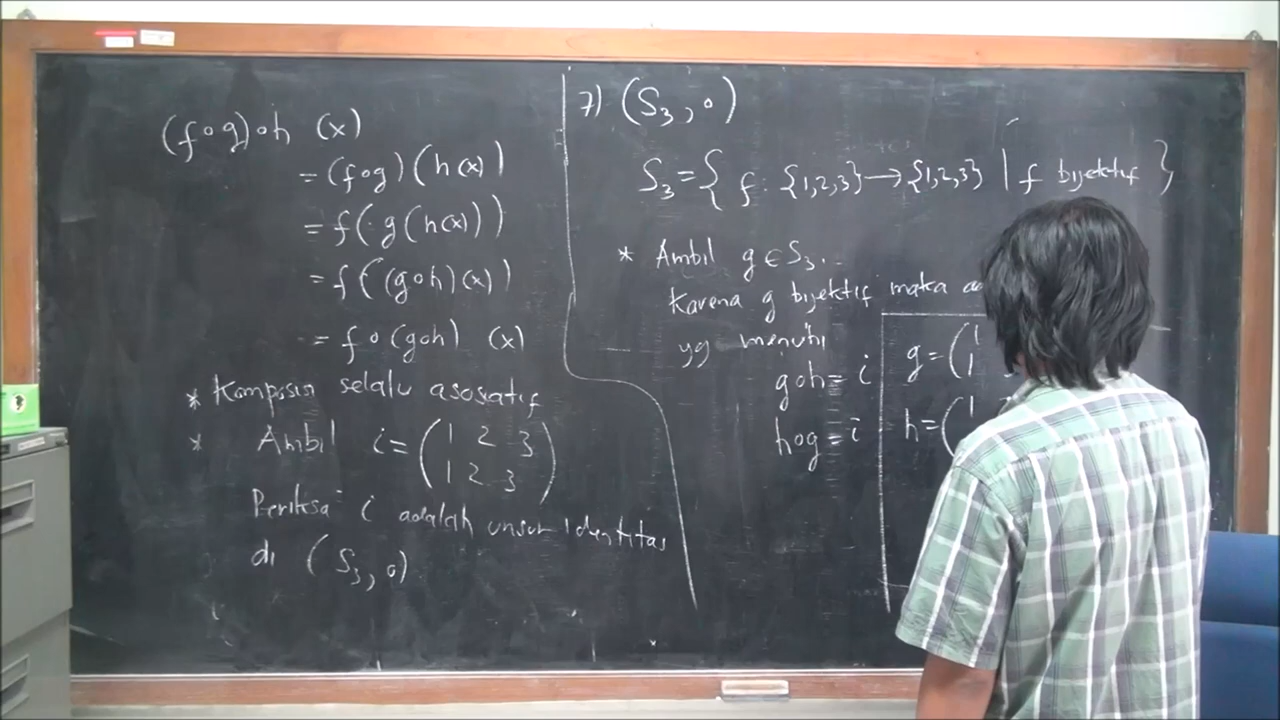 (f∘g)∘h (x)
= (f∘g)(h(x))
= f(g(h(x)))
= f((g∘h)(x))
= f∘(g∘h) (x)
* Komposisi selalu asosiatif
* Ambil i = (1 2 3
1 2 3)
Periksa i adalah unsur identitas
di (S₃, ∘)
7) (S₃, ∘)
S₃ = { f : {1,2,3} → {1,2,3} | f bijektif }
* Ambil g ∈ S₃.
Karena g bijektif maka
yg
g∘h = i
h∘g = i
g = (1
1
h = (1